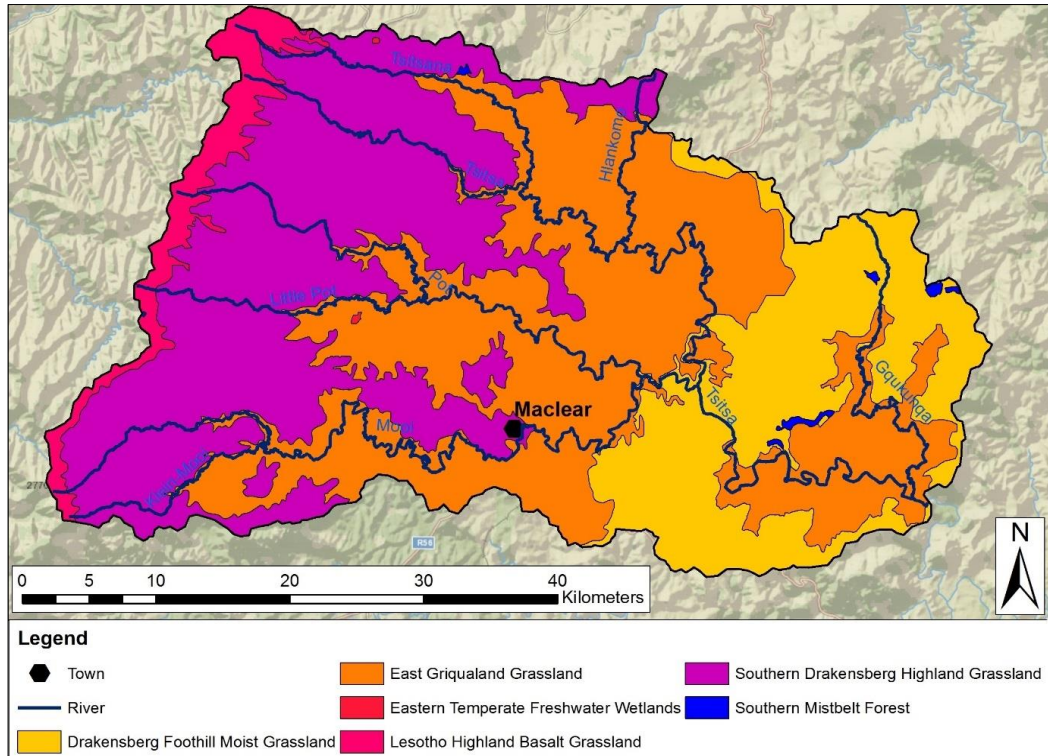 Tsitsana
Hlankomo
Tsitsa
Pot
Little Pot
Gqukunqa
Tsitsa
Maclear
Mooi
Klein-Mooi
R56
N
0 5 10 20 30 40
Kilometers
Legend
Town
River
Drakensberg Foothill Moist Grassland
East Griqualand Grassland
Eastern Temperate Freshwater Wetlands
Lesotho Highland Basalt Grassland
Southern Drakensberg Highland Grassland
Southern Mistbelt Forest